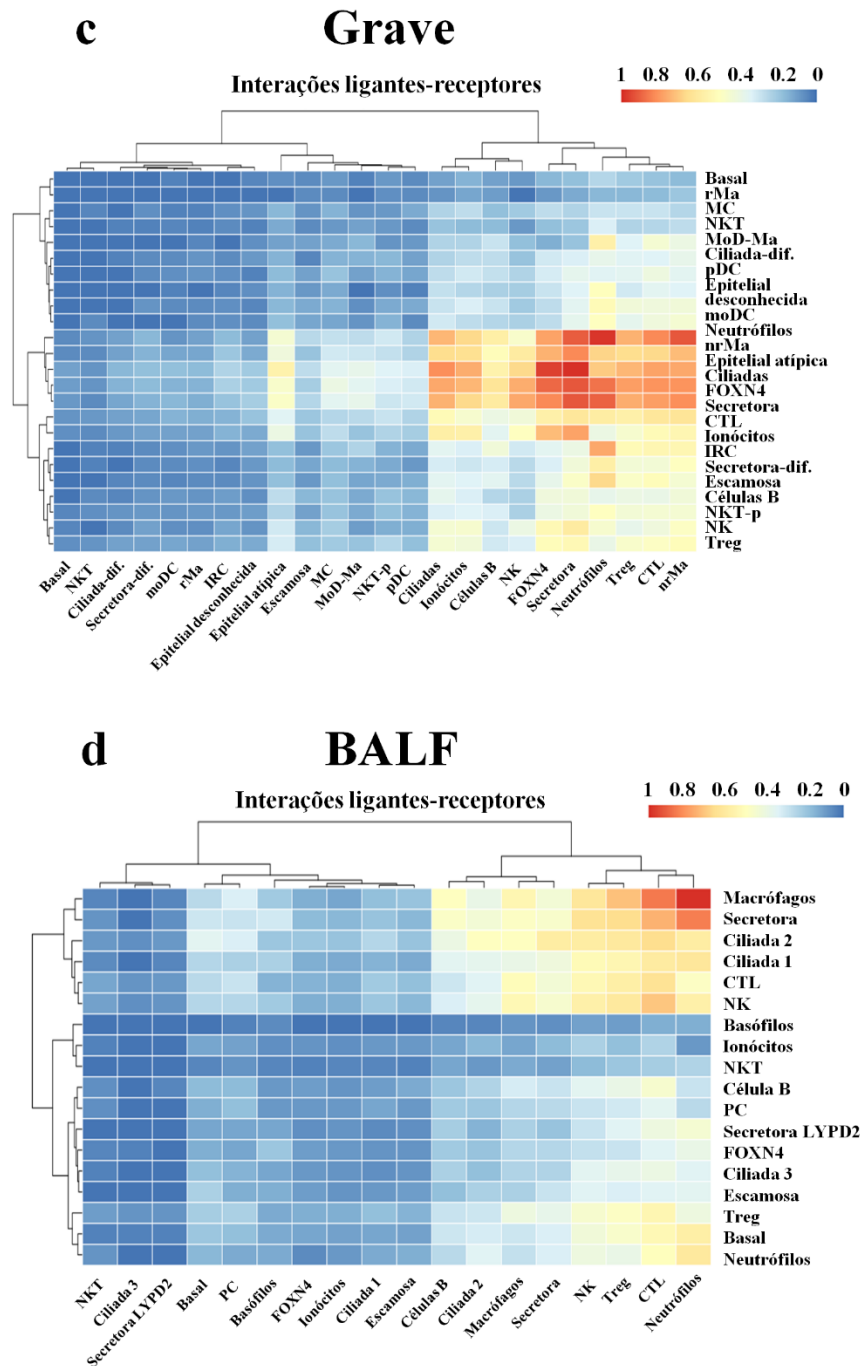 c Grave
Interações ligantes-receptores
1 0.8 0.6 0.4 0.2 0
Basal
rMa
MC
NKT
MoD-Ma
Ciliada-dif.
pDC
Epitelial
desconhecida
moDC
Neutrófilos
nrMa
Epitelial atípica
Ciliadas
FOXN4
Secretora
CTL
Ionócitos
IRC
Secretora-dif.
Escamosa
Células B
NKT-p
NK
Treg
Basal
NKT
Ciliada-dif.
Secretora-dif.
moDC
rMa
IRC
Epitelial desconhecida
Epitelial atípica
Escamosa
MC
MoD-Ma
NKT-p
pDC
Ciliadas
Ionócitos
Células B
NK
FOXN4
Secretora
Neutrófilos
Treg
CTL
nrMa
d BALF
Interações ligantes-receptores
1 0.8 0.6 0.4 0.2 0
Macrófagos
Secretora
Ciliada 2
Ciliada 1
CTL
NK
Basófilos
Ionócitos
NKT
Célula B
PC
Secretora LYPD2
FOXN4
Ciliada 3
Escamosa
Treg
Basal
Neutrófilos
NKT
Ciliada 3
Secretora LYPD2
Basal
PC
Basófilos
FOXN4
Ionócitos
Ciliada 1
Escamosa
Células B
Ciliada 2
Macrófagos
Secretora
NK
Treg
CTL
Neutrófilos